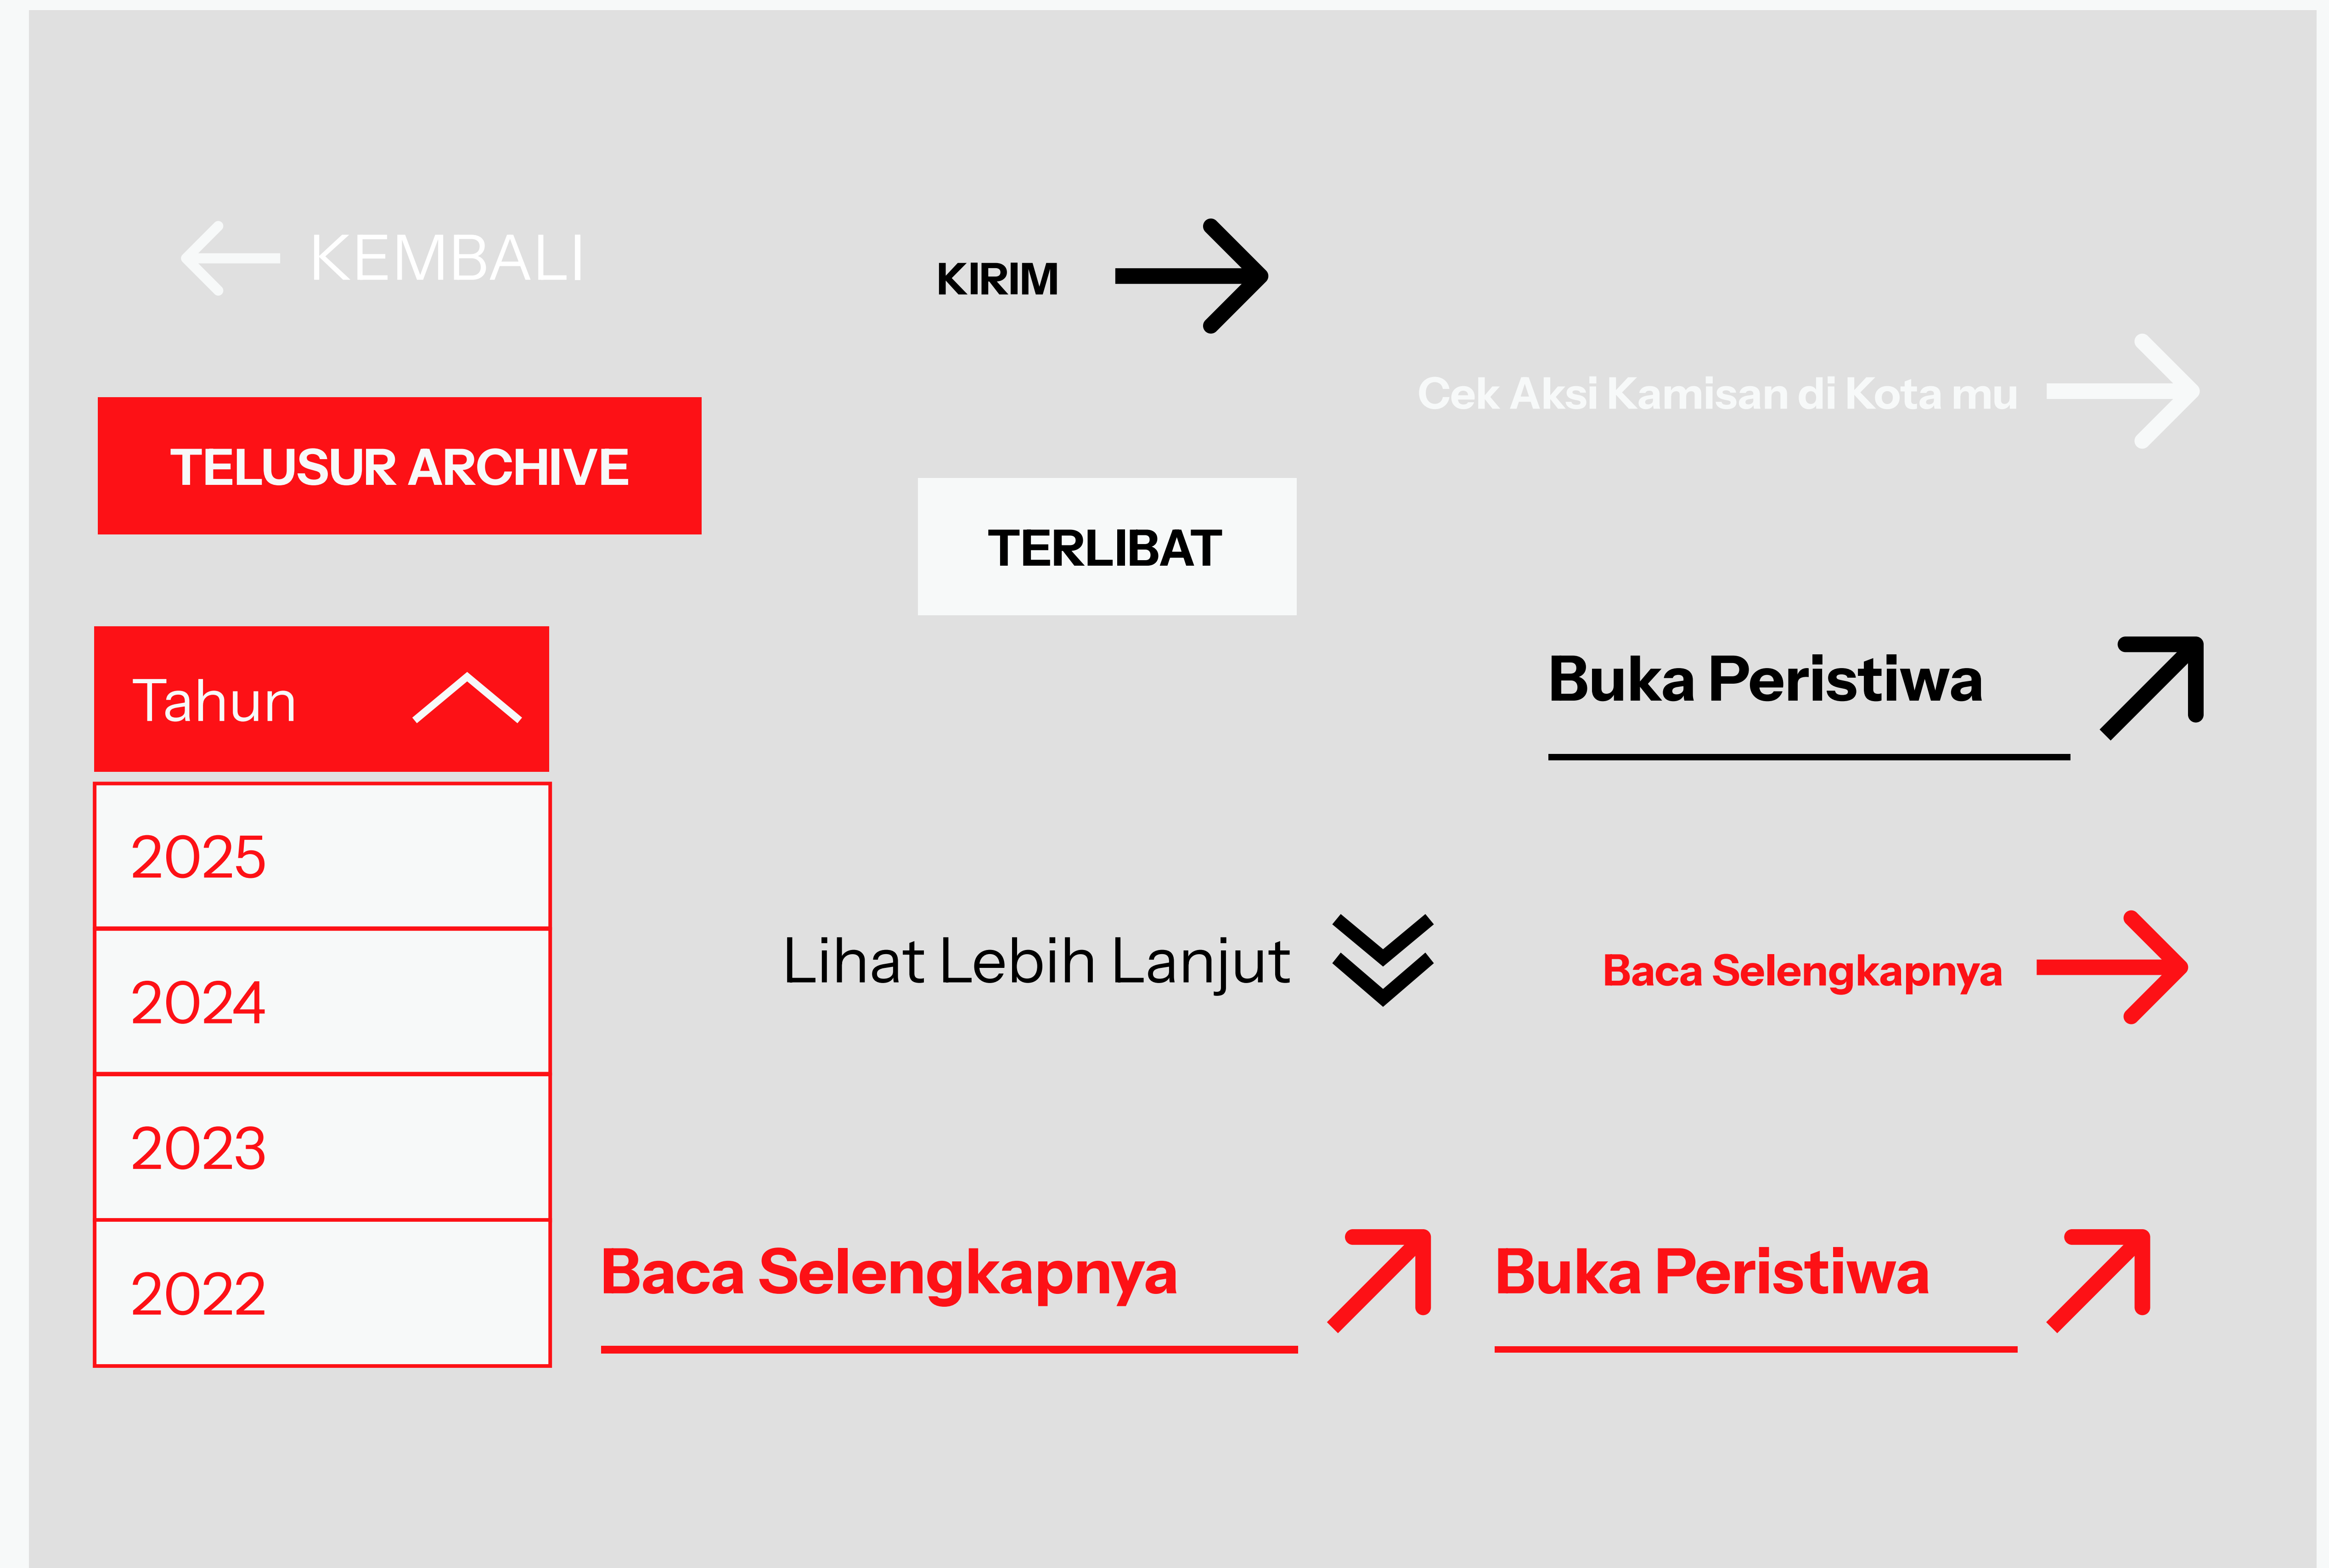 KEMBALI
KIRIM
Cek Aksi Kamisan di Kota mu
TELUSUR ARCHIVE
TERLIBAT
Tahun
2025
2024
2023
2022
Buka Peristiwa
Lihat Lebih Lanjut
Baca Selengkapnya
Baca Selengkapnya
Buka Peristiwa